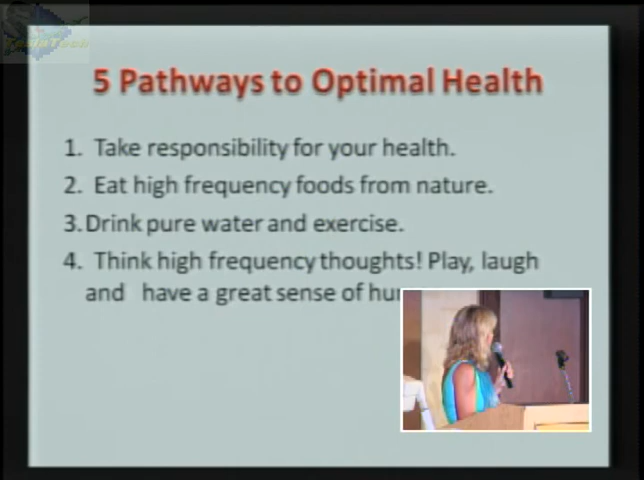 5 Pathways to Optimal Health
1. Take responsibility for your health.
2. Eat high frequency foods from nature.
3. Drink pure water and exercise.
4. Think high frequency thoughts! Play, laugh
and have a great sense of